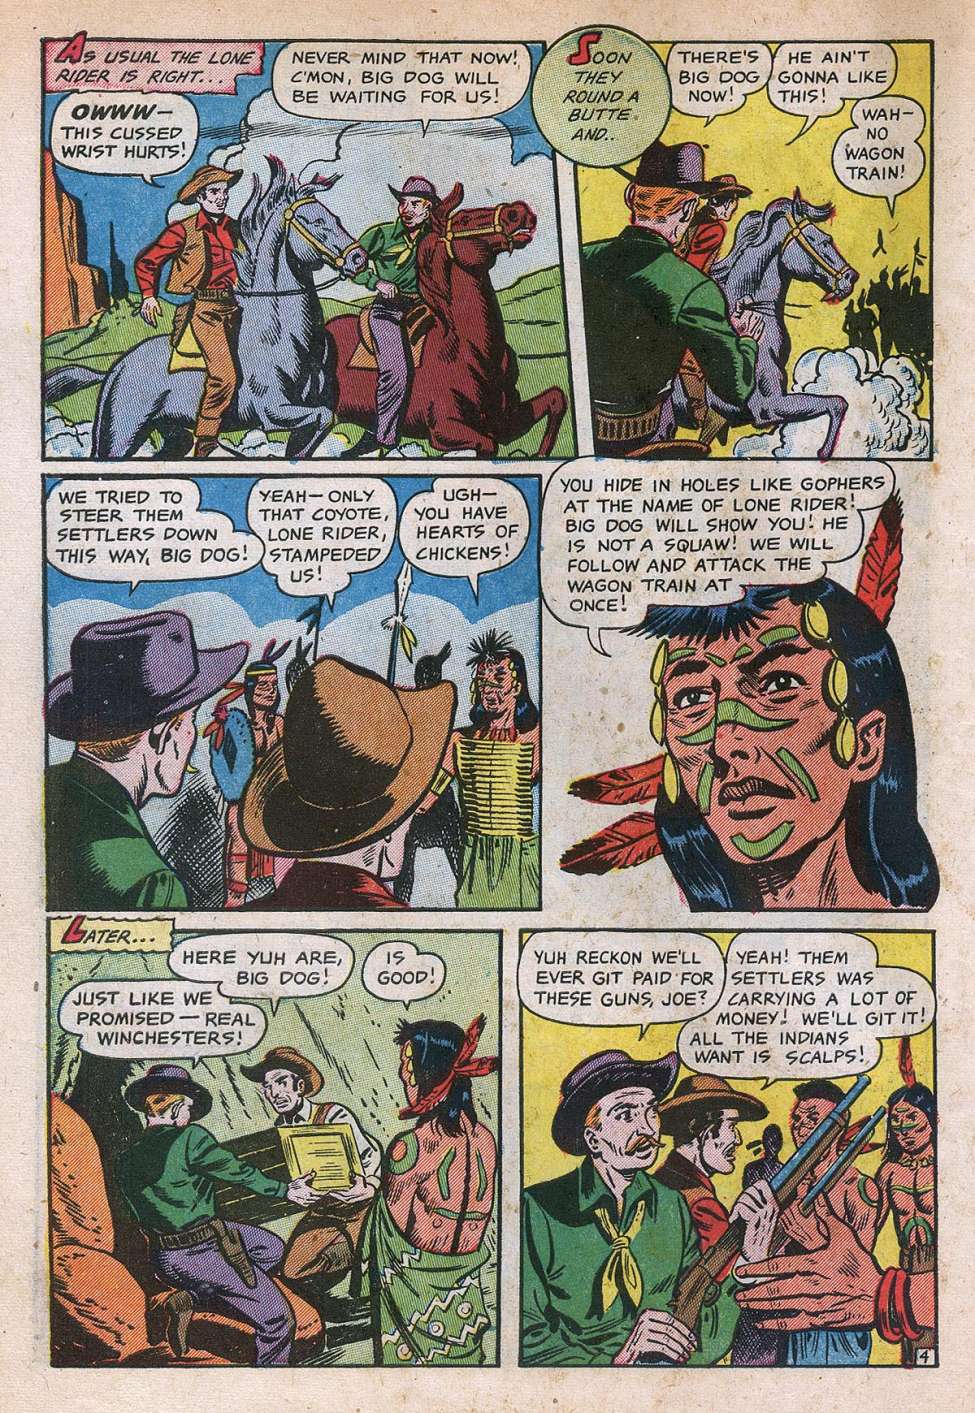 AS USUAL THE LONE
RIDER IS RIGHT...
OWWW—
THIS CUSSED
WRIST HURTS!
NEVER MIND THAT NOW!
C'MON, BIG DOG WILL
BE WAITING FOR US!
SOON
THEY
ROUND A
BUTTE
AND..
THERE'S
BIG DOG
NOW!
HE AIN'T
GONNA LIKE
THIS!
WAH—
NO
WAGON
TRAIN!
WE TRIED TO
STEER THEM
SETTLERS DOWN
THIS WAY, BIG DOG!
YEAH—ONLY
THAT COYOTE,
LONE RIDER,
STAMPEDED
US!
UGH—
YOU HAVE
HEARTS OF
CHICKENS!
YOU HIDE IN HOLES LIKE GOPHERS
AT THE NAME OF LONE RIDER!
BIG DOG WILL SHOW YOU! HE
IS NOT A SQUAW! WE WILL
FOLLOW AND ATTACK THE
WAGON TRAIN AT
ONCE!
LATER...
HERE YUH ARE,
BIG DOG!
JUST LIKE WE
PROMISED—REAL
WINCHESTERS!
IS
GOOD!
YUH RECKON WE'LL
EVER GIT PAID FOR
THESE GUNS, JOE?
YEAH! THEM
SETTLERS WAS
CARRYING A LOT OF
MONEY! WE'LL GIT IT!
ALL THE INDIANS
WANT IS SCALPS!
4